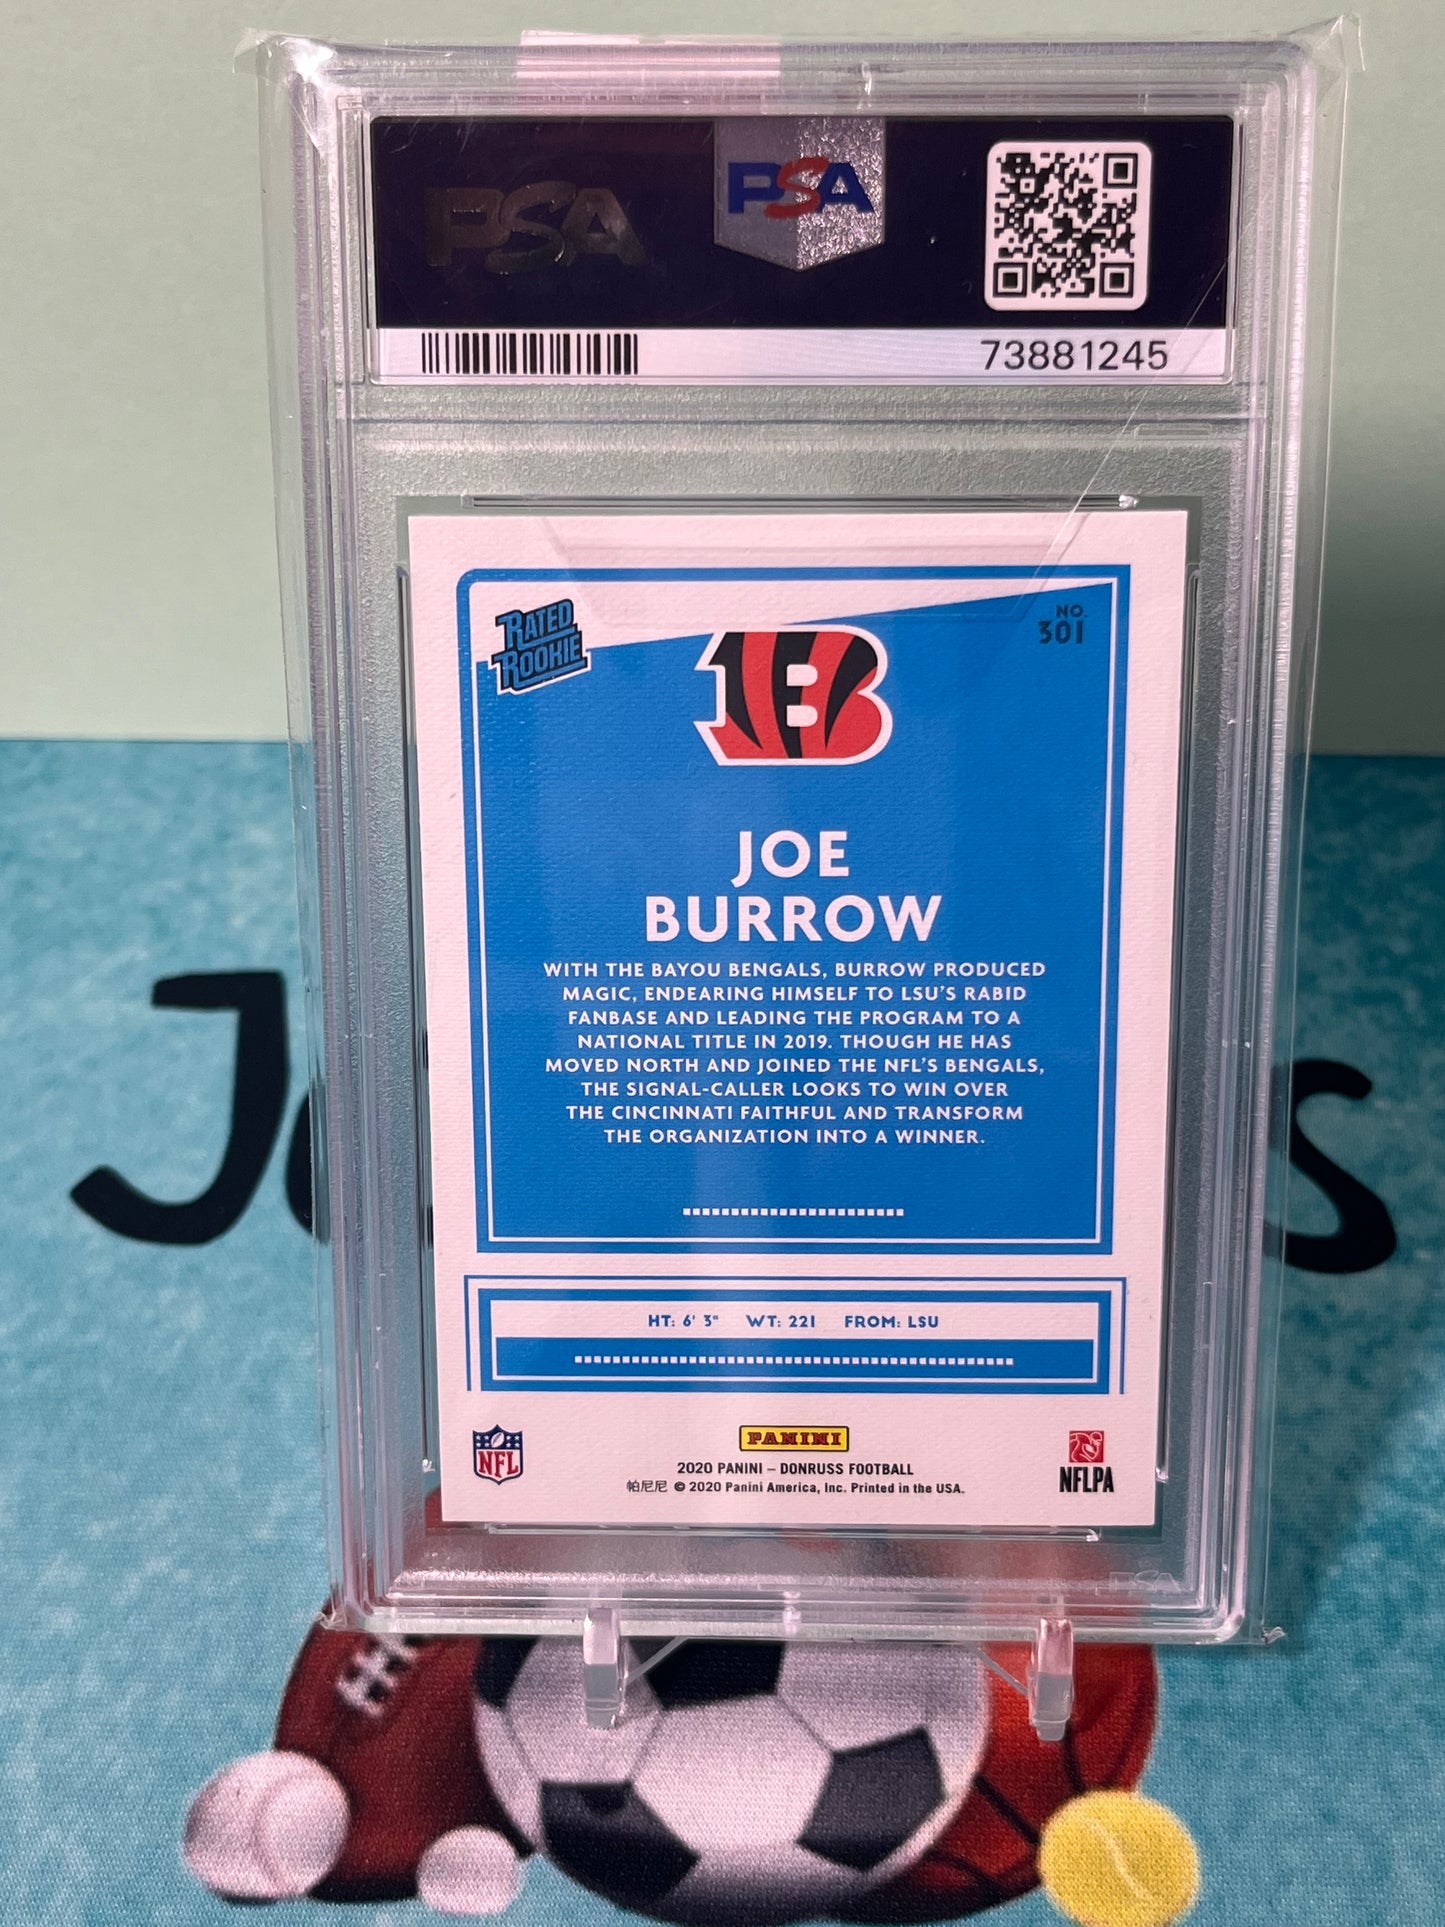 PSA
PSA
73881245
RATED
ROOKIE
NO.
301
B
JOE
BURROW
WITH THE BAYOU BENGALS, BURROW PRODUCED
MAGIC, ENDEARING HIMSELF TO LSU'S RABID
FANBASE AND LEADING THE PROGRAM TO A
NATIONAL TITLE IN 2019. THOUGH HE HAS
MOVED NORTH AND JOINED THE NFL'S BENGALS,
THE SIGNAL-CALLER LOOKS TO WIN OVER
THE CINCINNATI FAITHFUL AND TRANSFORM
THE ORGANIZATION INTO A WINNER.
HT: 6' 3" WT: 221 FROM: LSU
NFL
PANINI
NFLPA
2020 PANINI – DONRUSS FOOTBALL
帕尼尼 © 2020 Panini America, Inc. Printed in the USA.
PSA